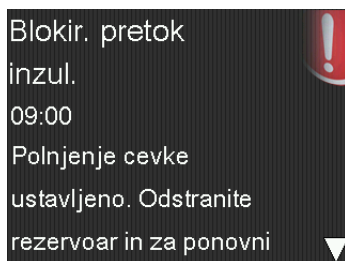 Blokir. pretok
inzul.
09:00
Polnjenje cevke
ustavljeno. Odstranite
rezervoar in za ponovni